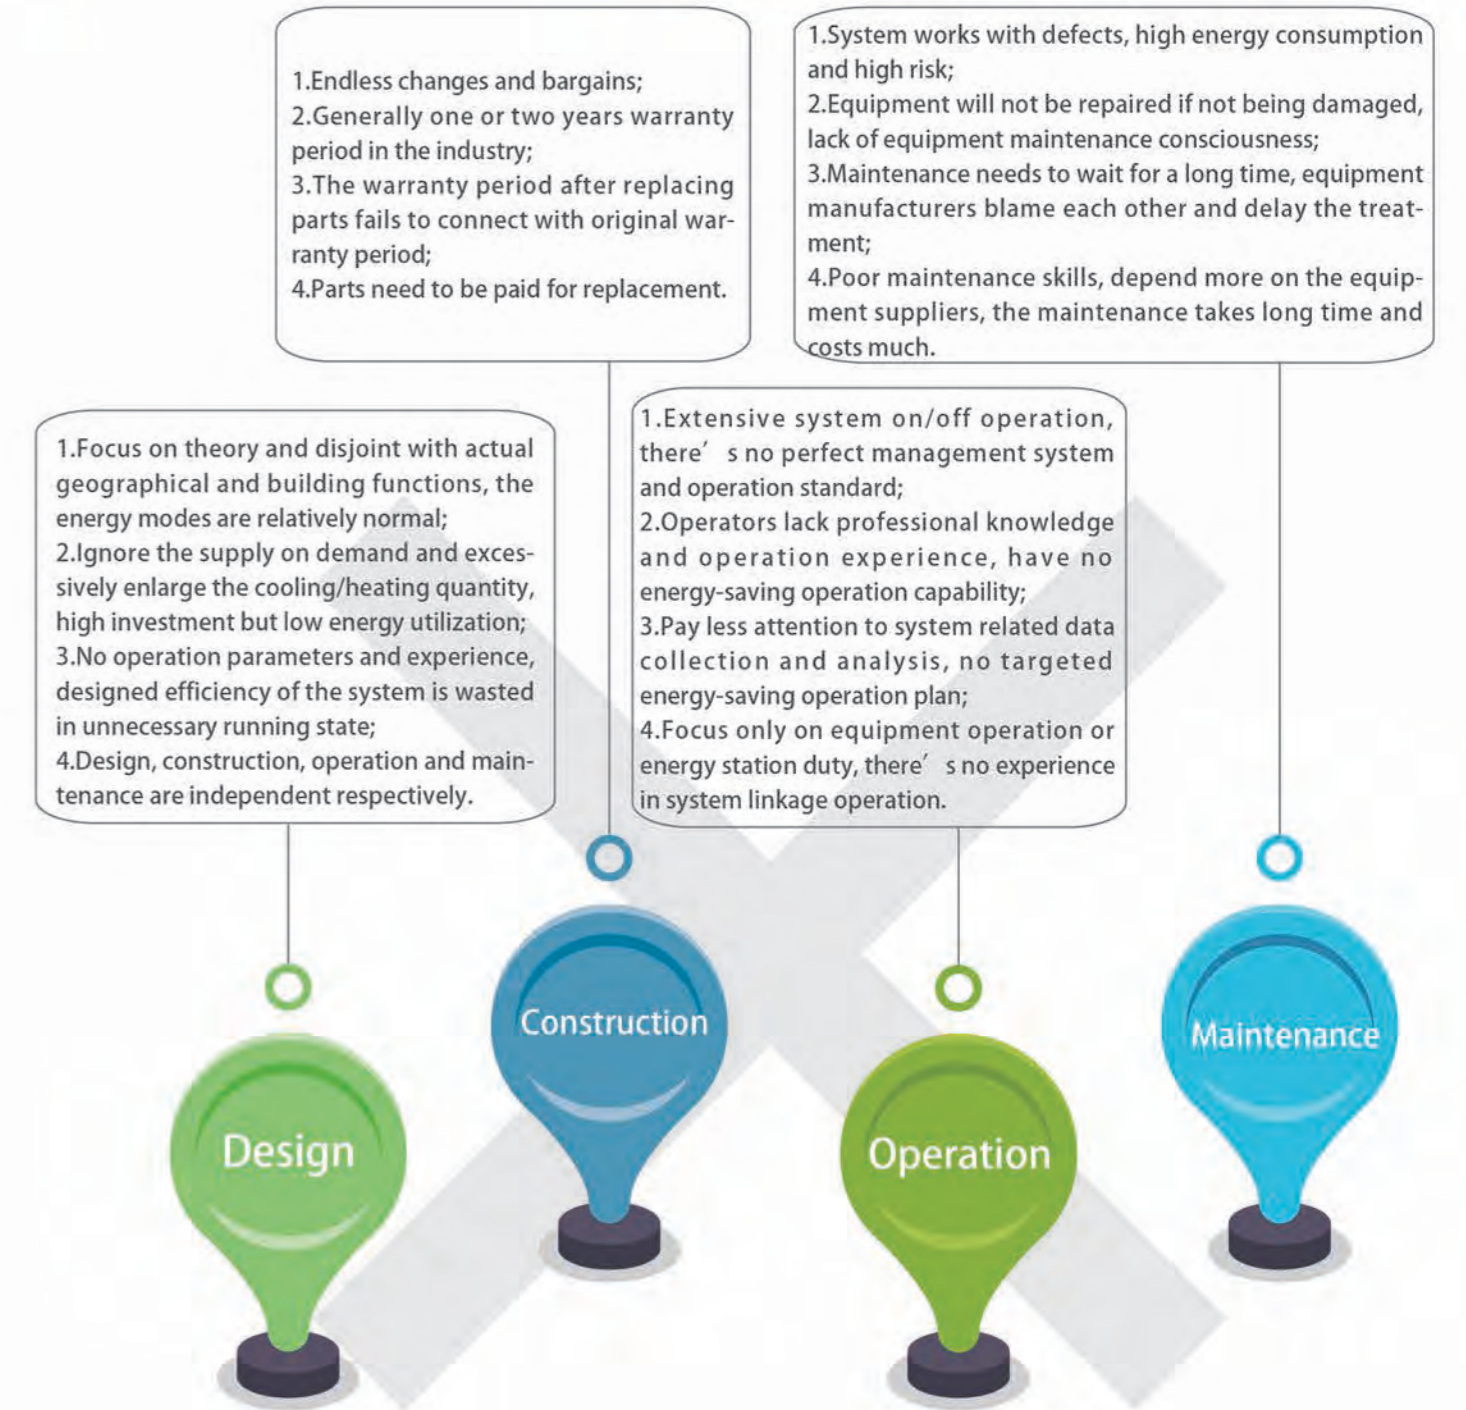 1.Endless changes and bargains;
2.Generally one or two years warranty
period in the industry;
3.The warranty period after replacing
parts fails to connect with original war-
ranty period;
4.Parts need to be paid for replacement.
1.System works with defects, high energy consumption
and high risk;
2.Equipment will not be repaired if not being damaged,
lack of equipment maintenance consciousness;
3.Maintenance needs to wait for a long time, equipment
manufacturers blame each other and delay the treat-
ment;
4.Poor maintenance skills, depend more on the equip-
ment suppliers, the maintenance takes long time and
costs much.
1.Focus on theory and disjoint with actual
geographical and building functions, the
energy modes are relatively normal;
2.Ignore the supply on demand and exces-
sively enlarge the cooling/heating quantity,
high investment but low energy utilization;
3.No operation parameters and experience,
designed efficiency of the system is wasted
in unnecessary running state;
4.Design, construction, operation and main-
tenance are independent respectively.
1.Extensive system on/off operation,
there′ s no perfect management system
and operation standard;
2.Operators lack professional knowledge
and operation experience, have no
energy-saving operation capability;
3.Pay less attention to system related data
collection and analysis, no targeted
energy-saving operation plan;
4.Focus only on equipment operation or
energy station duty, there′ s no experience
in system linkage operation.
Design
Construction
Operation
Maintenance